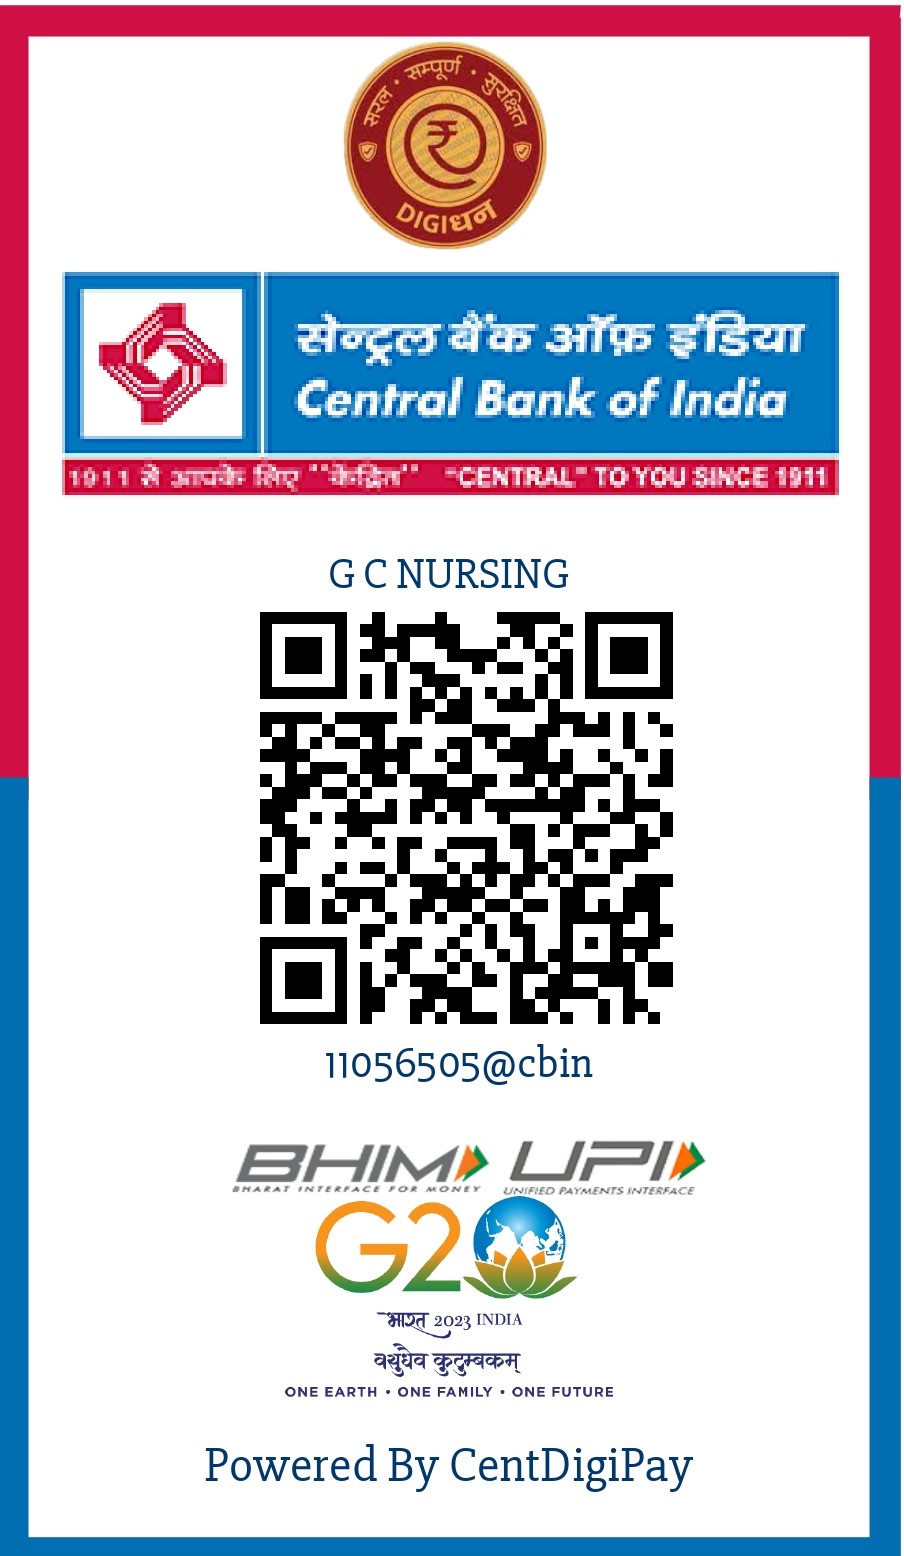 सरल · सम्पूर्ण · सुरक्षित
DIGIधन
सेन्ट्रल बैंक ऑफ़ इंडिया
Central Bank of India
1911 से आपके लिए "केंद्रित" "CENTRAL" TO YOU SINCE 1911
G C NURSING
11056505@cbin
BHIM UPI
BHARAT INTERFACE FOR MONEY UNIFIED PAYMENTS INTERFACE
G20
भारत 2023 INDIA
वसुधैव कुटुम्बकम्
ONE EARTH • ONE FAMILY • ONE FUTURE
Powered By CentDigiPay